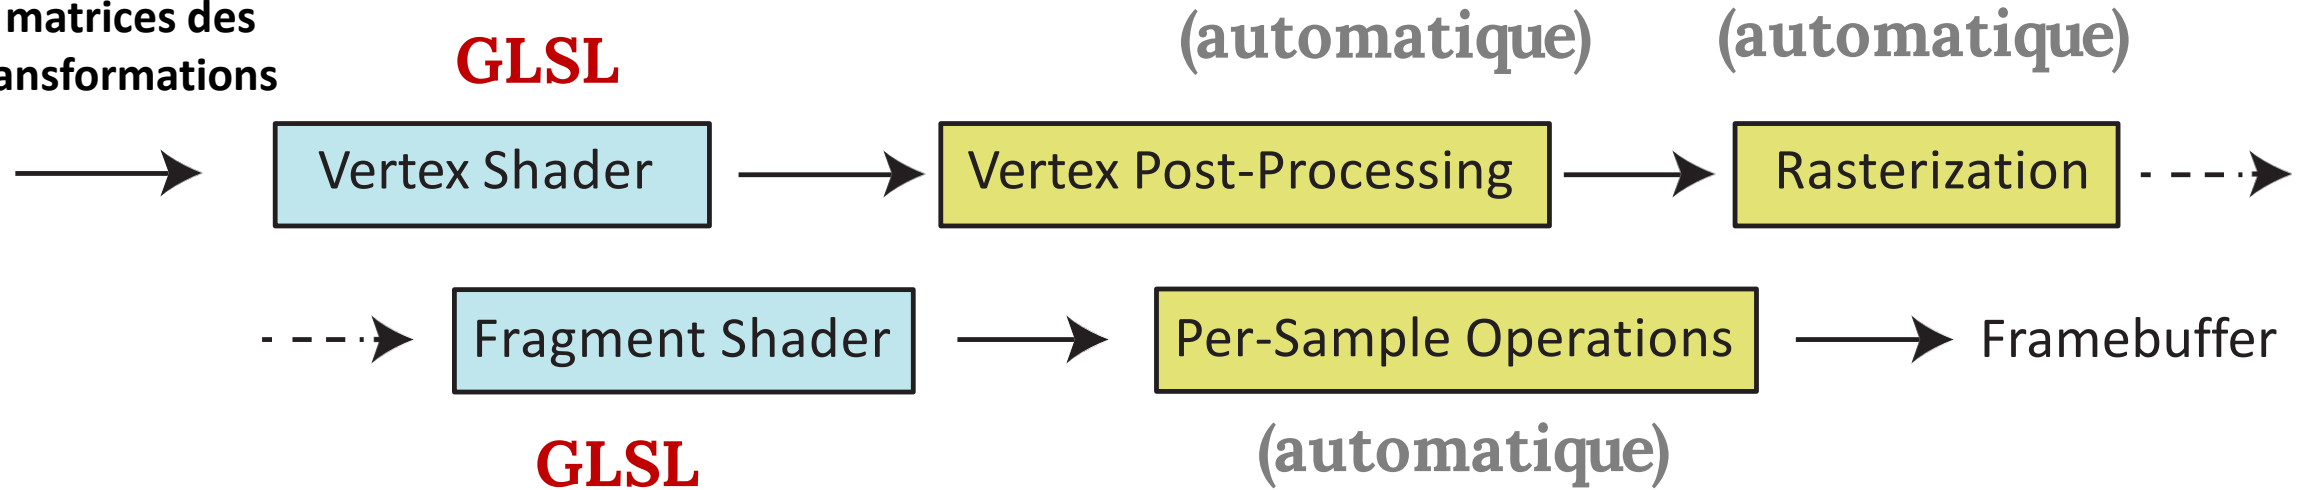 matrices des
ansformations
GLSL
(automatique)
(automatique)
Vertex Shader
Vertex Post-Processing
Rasterization
Fragment Shader
Per-Sample Operations
Framebuffer
GLSL
(automatique)